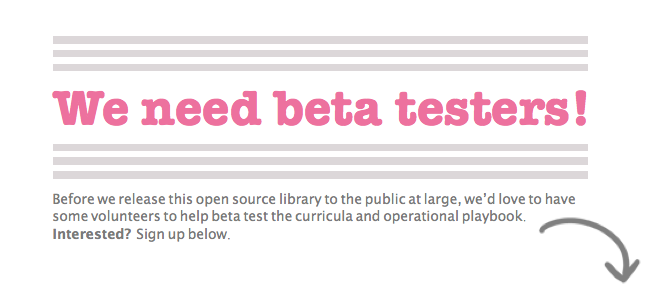 We need beta testers!
Before we release this open source library to the public at large, we'd love to have
some volunteers to help beta test the curricula and operational playbook.
Interested? Sign up below.